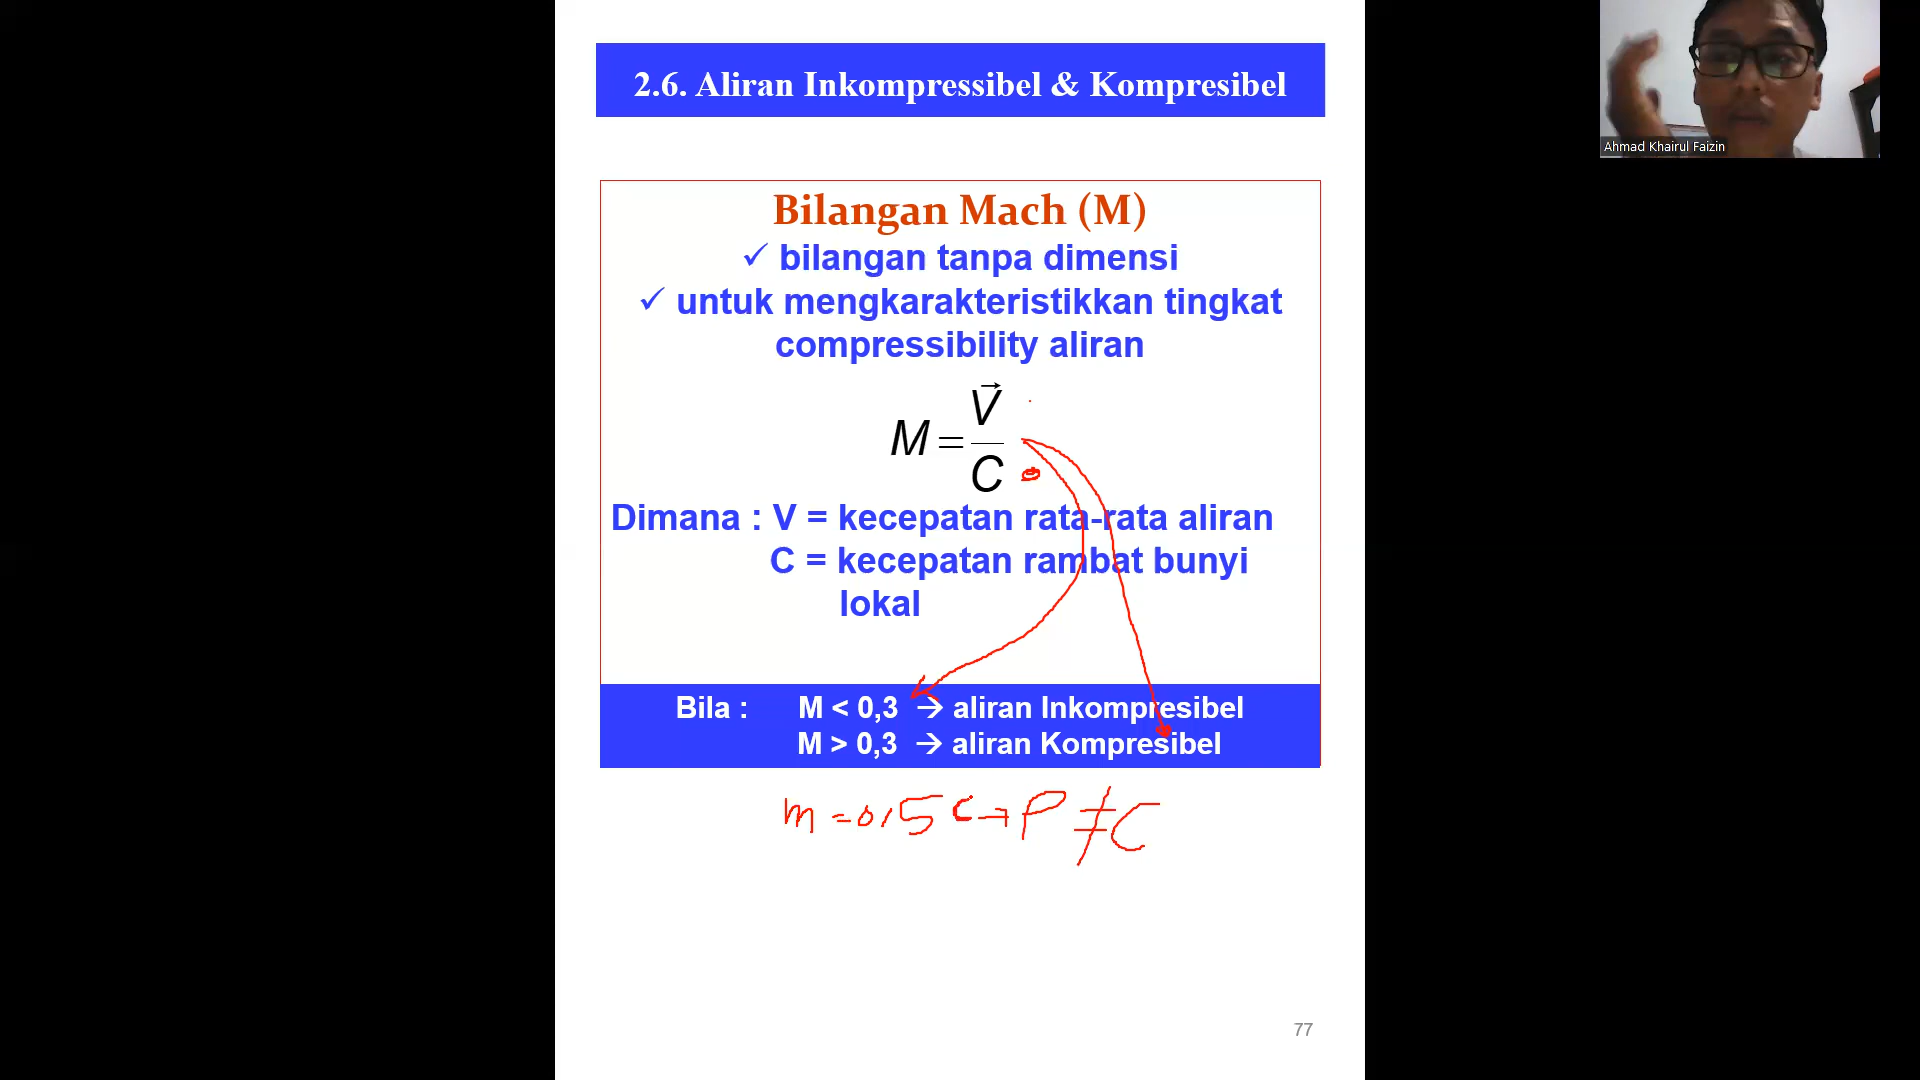 2.6. Aliran Inkompressibel & Kompresibel
Ahmad Khairul Faizin
Bilangan Mach (M)
✓ bilangan tanpa dimensi
✓ untuk mengkarakteristikkan tingkat
compressibility aliran
M = V⃗ / C
Dimana : V = kecepatan rata-rata aliran
C = kecepatan rambat bunyi
lokal
Bila : M < 0,3 → aliran Inkompresibel
M > 0,3 → aliran Kompresibel
m = 0,5 C → ρ ≠ C
77